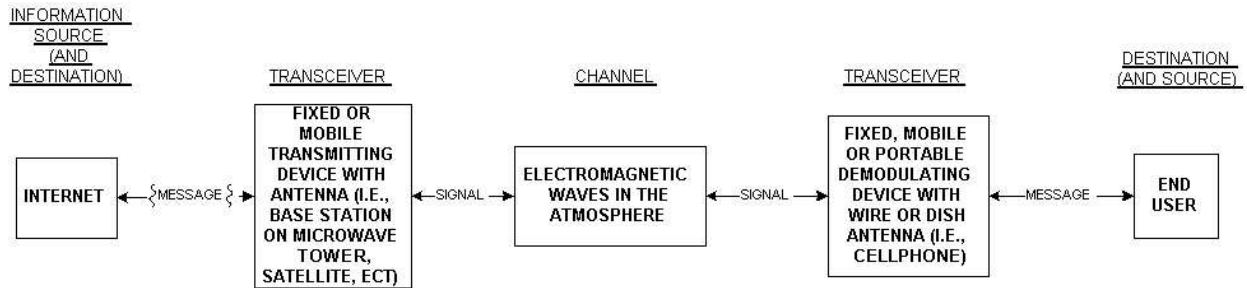 INFORMATION
SOURCE
(AND
DESTINATION)
TRANSCEIVER
CHANNEL
TRANSCEIVER
DESTINATION
(AND SOURCE)
INTERNET
MESSAGE
FIXED OR
MOBILE
TRANSMITTING
DEVICE WITH
ANTENNA (I.E.,
BASE STATION
ON MICROWAVE
TOWER,
SATELLITE, ECT)
SIGNAL
ELECTROMAGNETIC
WAVES IN THE
ATMOSPHERE
SIGNAL
FIXED, MOBILE
OR PORTABLE
DEMODULATING
DEVICE WITH
WIRE OR DISH
ANTENNA (I.E.,
CELLPHONE)
MESSAGE
END
USER